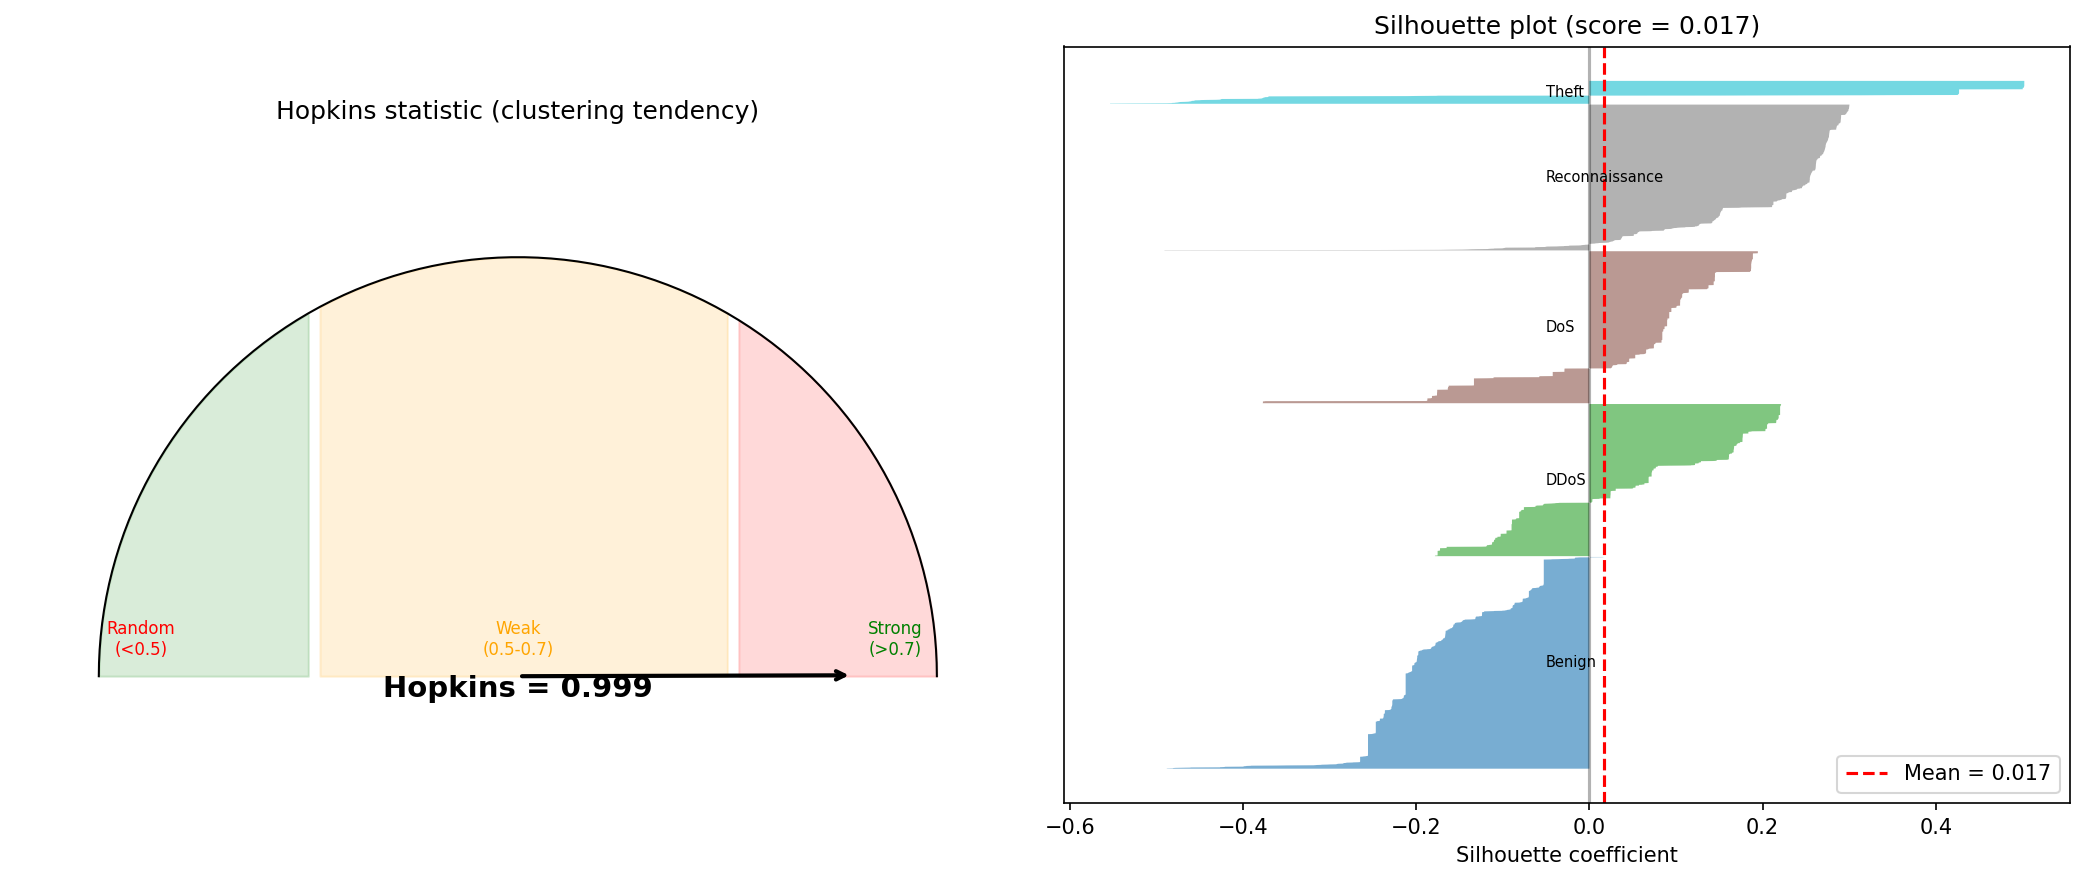 Hopkins statistic (clustering tendency)
Random
(<0.5)
Weak
(0.5-0.7)
Strong
(>0.7)
Hopkins = 0.999
Silhouette plot (score = 0.017)
Theft
Reconnaissance
DoS
DDoS
Benign
Mean = 0.017
−0.6
−0.4
−0.2
0.0
0.2
0.4
Silhouette coefficient